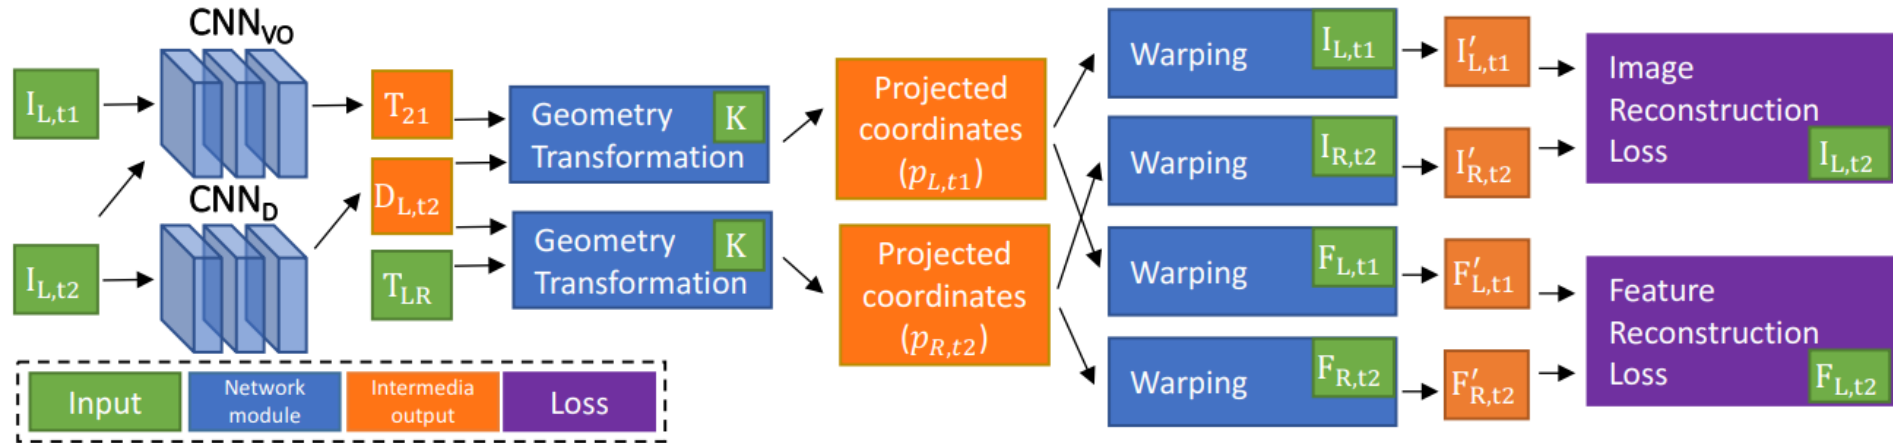 CNN_VO
I_L,t1
T_21
Geometry
Transformation
K
D_L,t2
CNN_D
I_L,t2
T_LR
Geometry
Transformation
K
Projected
coordinates
(p_L,t1)
Projected
coordinates
(p_R,t2)
Warping
I_L,t1
I′_L,t1
Warping
I_R,t2
I′_R,t2
Warping
F_L,t1
F′_L,t1
Warping
F_R,t2
F′_R,t2
Image
Reconstruction
Loss
I_L,t2
Feature
Reconstruction
Loss
F_L,t2
Input
Network
module
Intermedia
output
Loss